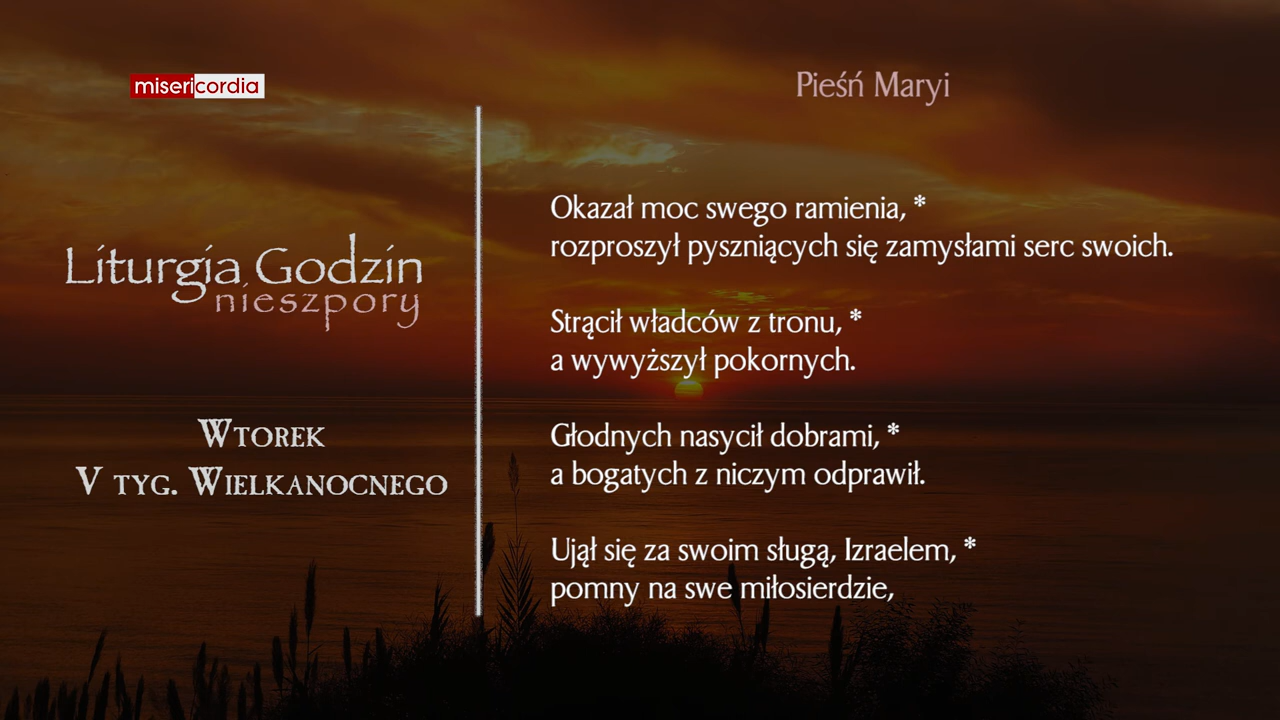 misericordia
Liturgia Godzin
nieszpory
Wtorek
V tyg. Wielkanocnego
Pieśń Maryi
Okazał moc swego ramienia, *
rozproszył pyszniących się zamysłami serc swoich.
Strącił władców z tronu, *
a wywyższył pokornych.
Głodnych nasycił dobrami, *
a bogatych z niczym odprawił.
Ujął się za swoim sługą, Izraelem, *
pomny na swe miłosierdzie,